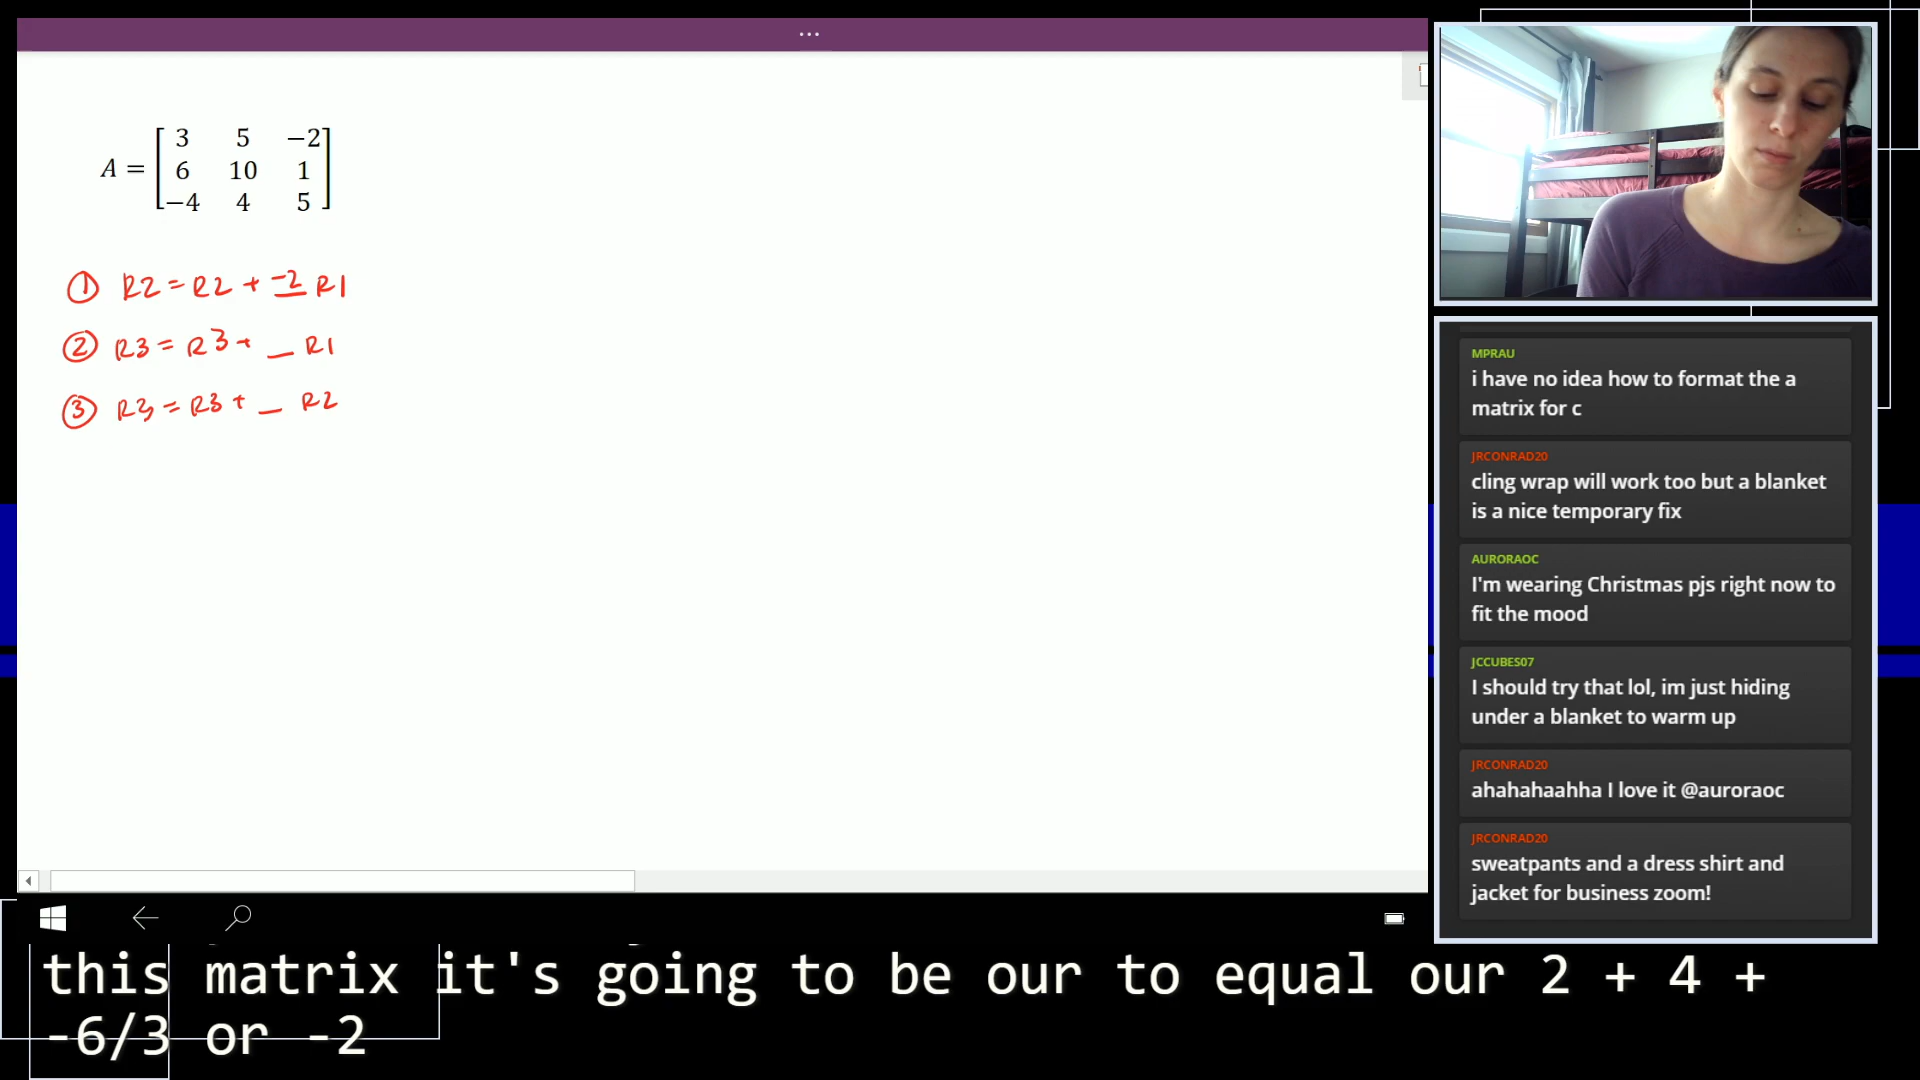 ...
A = [ 3 5 −2
6 10 1
−4 4 5 ]
① R2 = R2 + -2 R1
② R3 = R3 + _ R1
③ R3 = R3 + _ R2
MPRAU
i have no idea how to format the a
matrix for c
JRCONRAD20
cling wrap will work too but a blanket
is a nice temporary fix
AURORAOC
I'm wearing Christmas pjs right now to
fit the mood
JCCUBES07
I should try that lol, im just hiding
under a blanket to warm up
JRCONRAD20
ahahahaahha I love it @auroraoc
JRCONRAD20
sweatpants and a dress shirt and
jacket for business zoom!
this matrix it's going to be our to equal our 2 + 4 +
-6/3 or -2